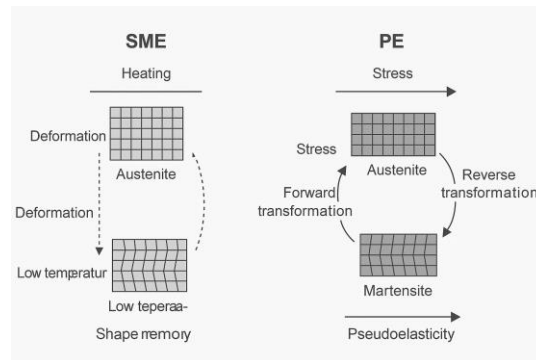 SME
Heating
Deformation
Austenite
Deformation
Low temperatur
Low teperaa-
Shape memory
PE
Stress
Stress
Austenite
Forward
transformation
Reverse
transformation
Martensite
Pseudoelasticity